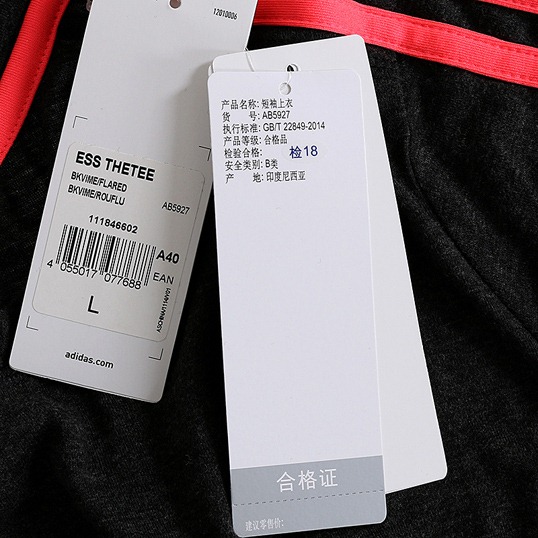 12010006
ESS THETEE
BKVIME/FLARED
BKVIME/ROUFLU
AB5927
111846602
A40
4 055017 077688
EAN
L
ASCHINA/1114/Y01
adidas.com
产品名称: 短袖上衣
货 号: AB5927
执行标准: GB/T 22849-2014
产品等级: 合格品
检验合格: 检18
安全类别: B类
产 地: 印度尼西亚
合格证
建议零售价: